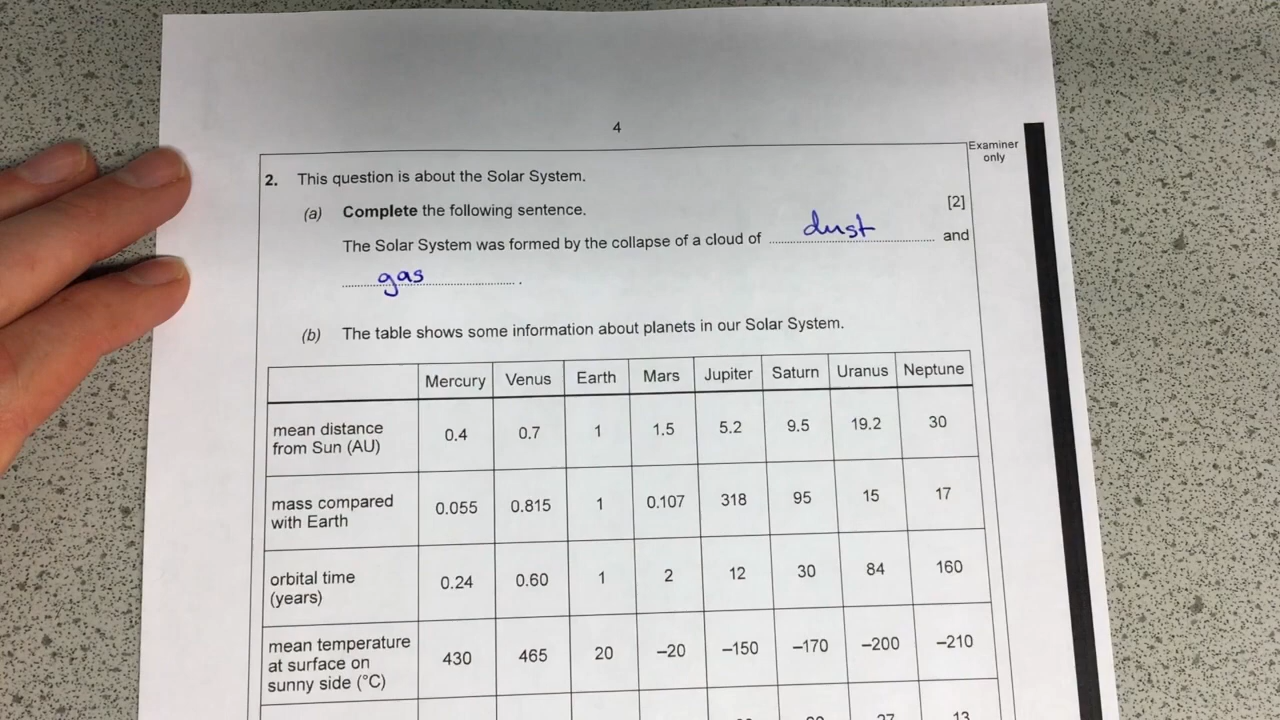 4
Examiner
only
2. This question is about the Solar System.
(a) Complete the following sentence. [2]
The Solar System was formed by the collapse of a cloud of dust and
gas.
(b) The table shows some information about planets in our Solar System.
Mercury Venus Earth Mars Jupiter Saturn Uranus Neptune
mean distance
from Sun (AU) 0.4 0.7 1 1.5 5.2 9.5 19.2 30
mass compared
with Earth 0.055 0.815 1 0.107 318 95 15 17
orbital time
(years) 0.24 0.60 1 2 12 30 84 160
mean temperature
at surface on
sunny side (°C) 430 465 20 –20 –150 –170 –200 –210
27 13